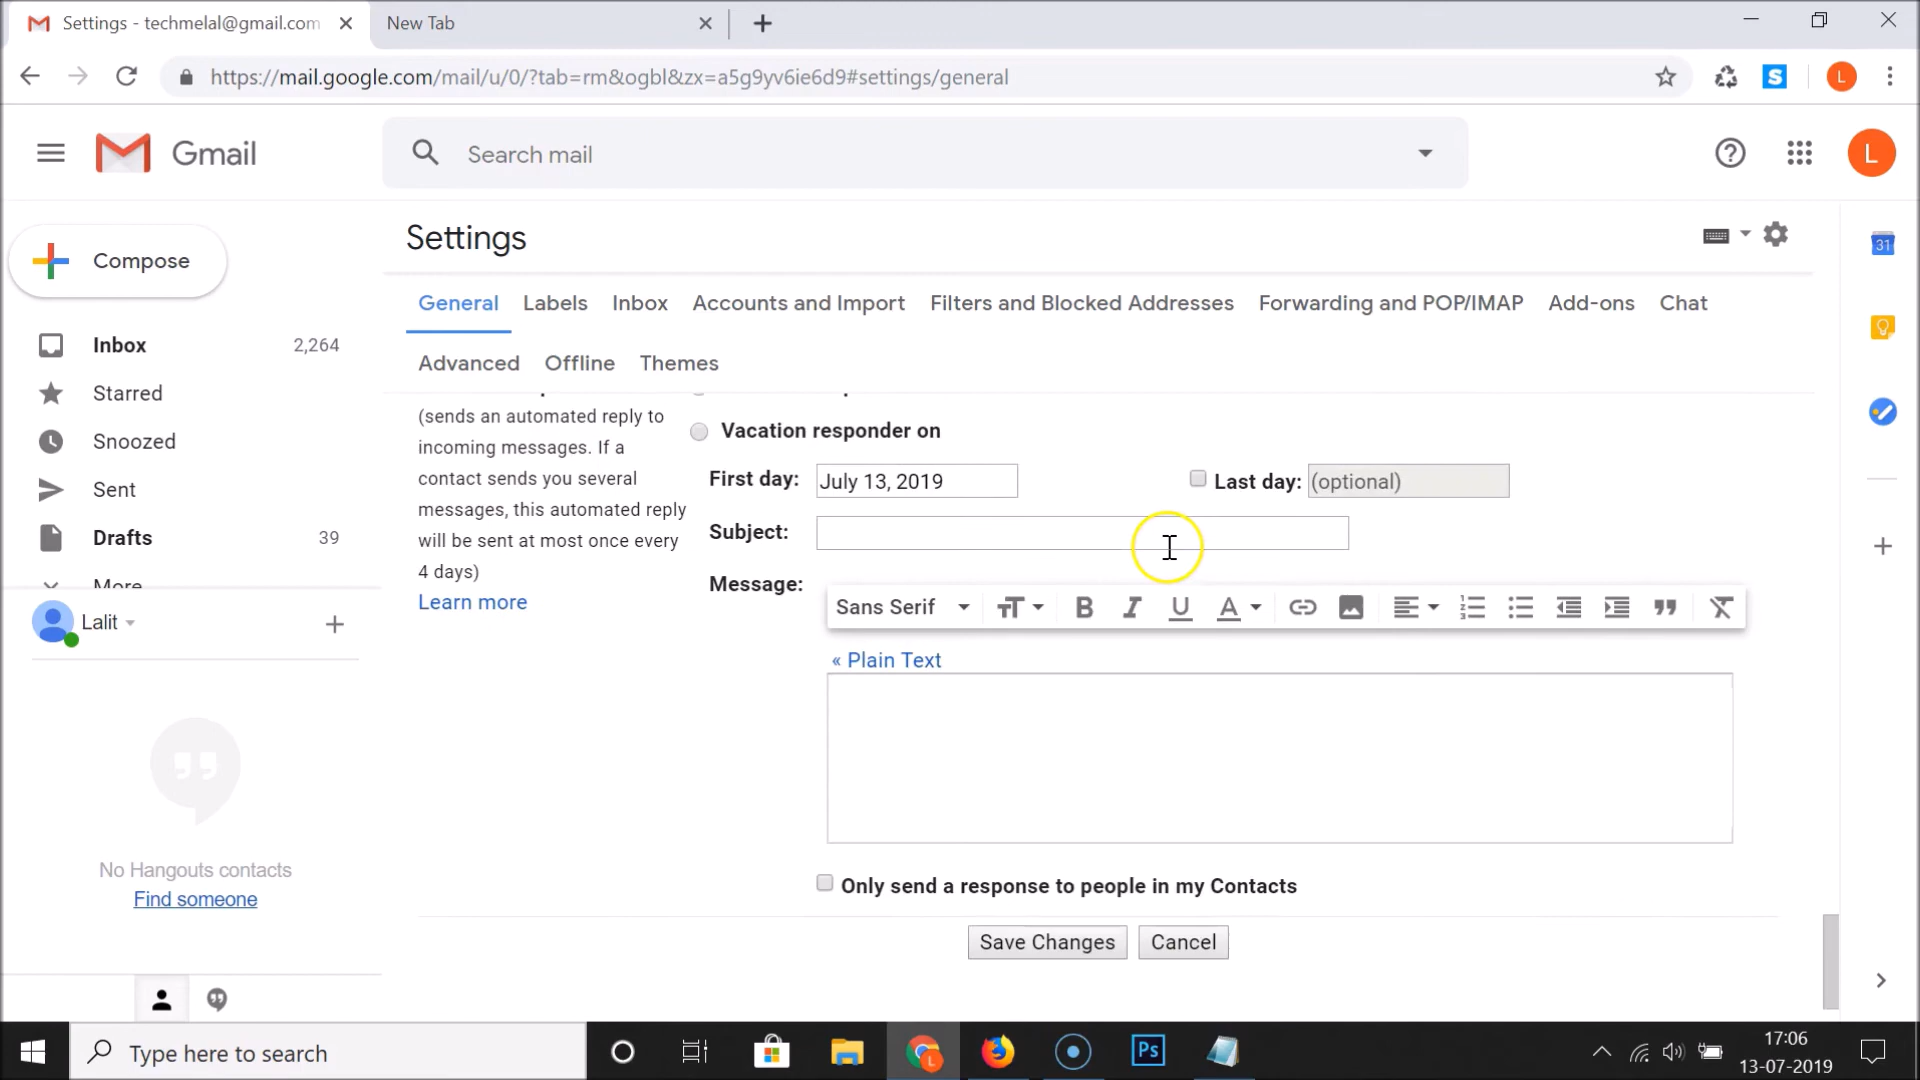 Settings - techmelal@gmail.com
New Tab
https://mail.google.com/mail/u/0/?tab=rm&ogbl&zx=a5g9yv6ie6d9#settings/general
S
L
Gmail
Search mail
L
Compose
Settings
31
General Labels Inbox Accounts and Import Filters and Blocked Addresses Forwarding and POP/IMAP Add-ons Chat
Advanced Offline Themes
Inbox 2,264
Starred
Snoozed
Sent
Drafts 39
More
Lalit
No Hangouts contacts
Find someone
(sends an automated reply to
incoming messages. If a
contact sends you several
messages, this automated reply
will be sent at most once every
4 days)
Learn more
Vacation responder on
First day: July 13, 2019 Last day: (optional)
Subject:
Message:
Sans Serif
« Plain Text
Only send a response to people in my Contacts
Save Changes Cancel
Type here to search
Ps
17:06
13-07-2019